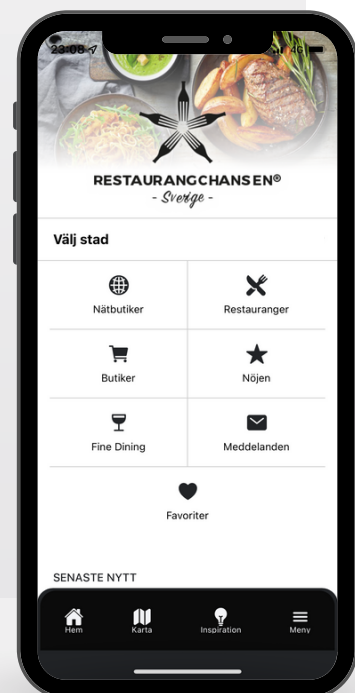 23:08
4G
RESTAURANGCHANSEN®
- Sverige -
Välj stad
Nätbutiker
Restauranger
Butiker
Nöjen
Fine Dining
Meddelanden
Favoriter
SENASTE NYTT
Hem
Karta
Inspiration
Meny